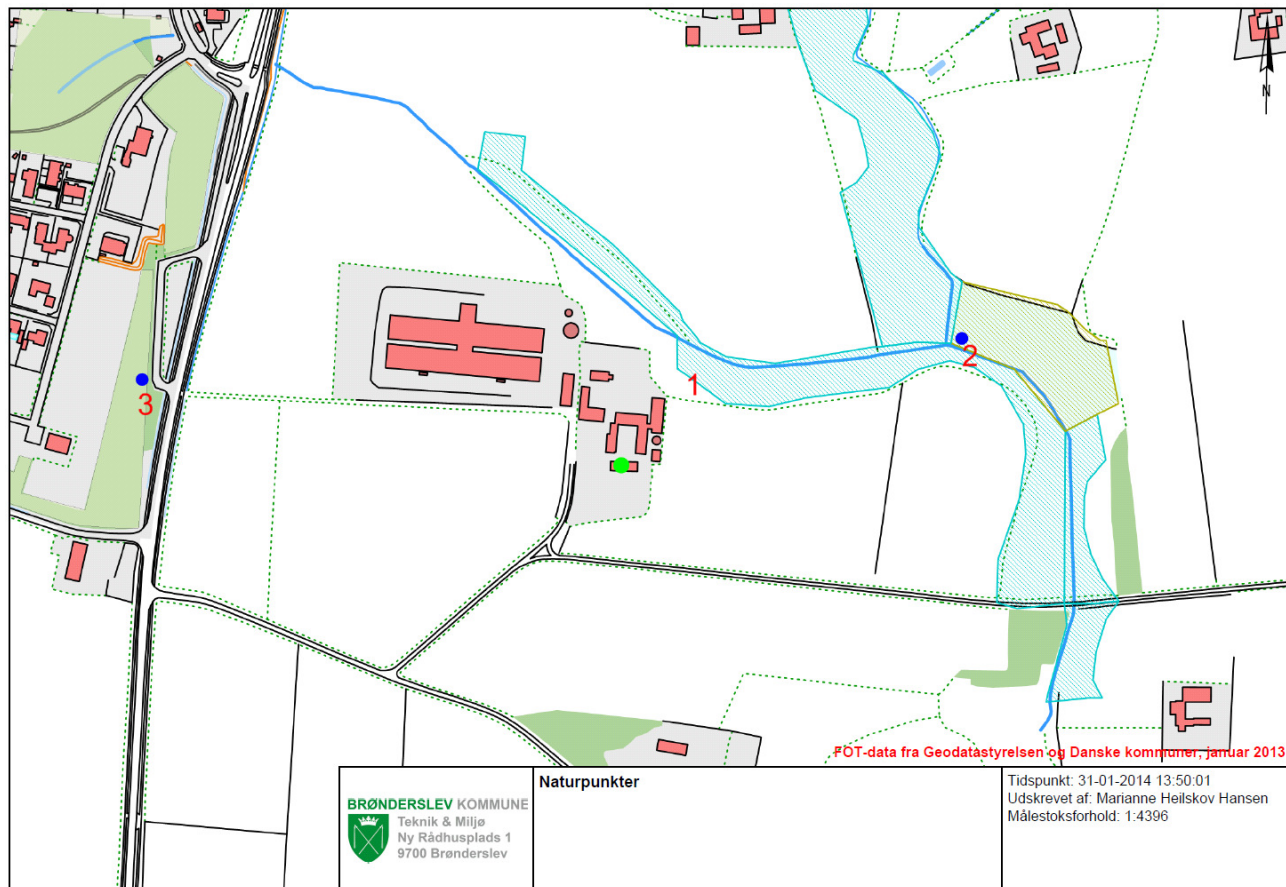 N
1
2
3
FOT-data fra Geodatastyrelsen og Danske kommuner, januar 2013
BRØNDERSLEV KOMMUNE
Teknik & Miljø
Ny Rådhusplads 1
9700 Brønderslev
Naturpunkter
Tidspunkt: 31-01-2014 13:50:01
Udskrevet af: Marianne Heilskov Hansen
Målestoksforhold: 1:4396